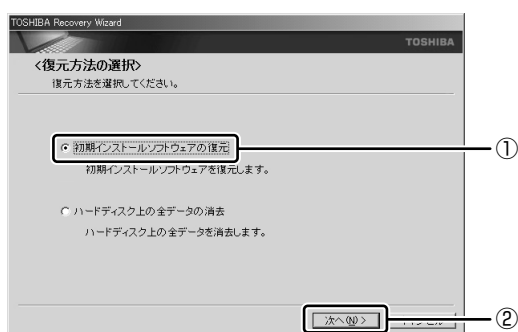 TOSHIBA Recovery Wizard
TOSHIBA
<復元方法の選択>
復元方法を選択してください。
初期インストールソフトウェアの復元
①
初期インストールソフトウェアを復元します。
ハードディスク上の全データの消去
ハードディスク上の全データを消去します。
次へ(N) >
②